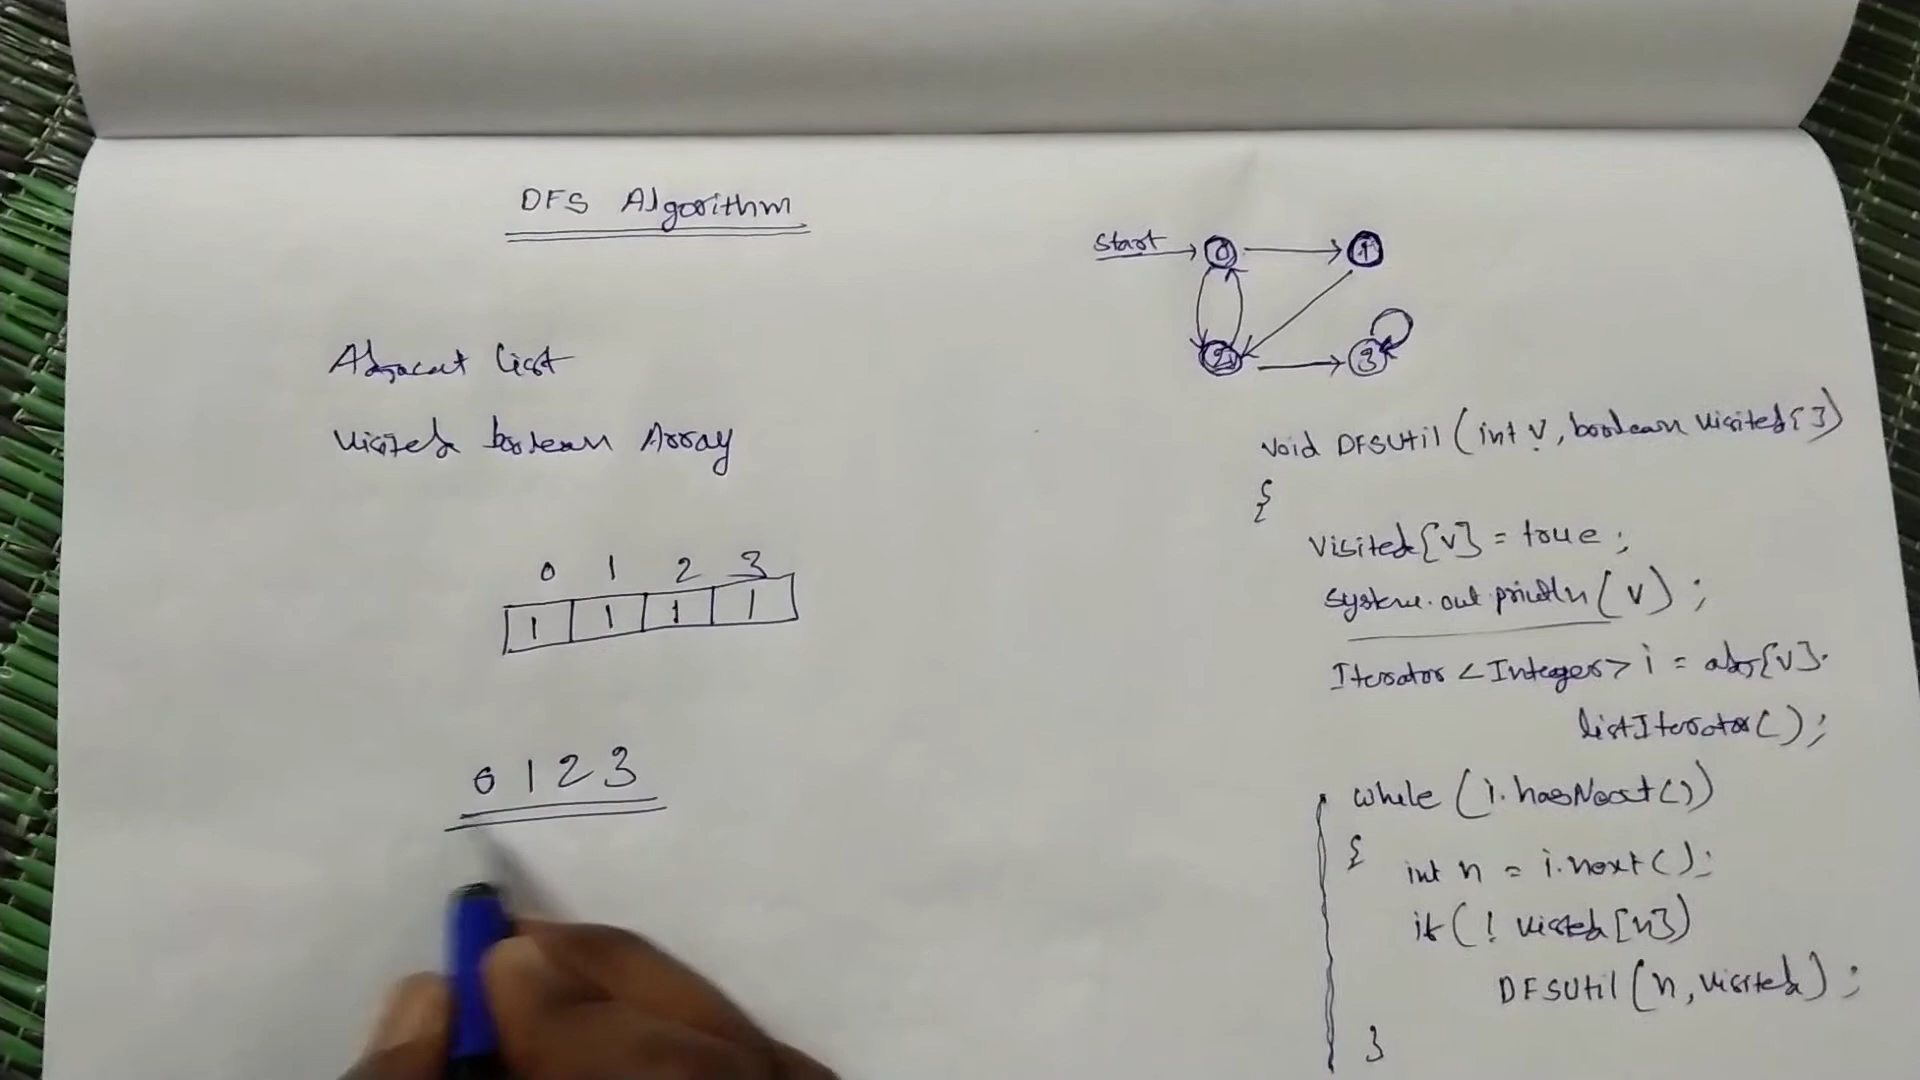 DFS Algorithm
Start 0 1
2 3
Adjacent List
Visited boolean Array
0 1 2 3
1 1 1 1
0 1 2 3
void DFSUtil (int v, boolean visited[])
{
visited[v] = true;
System.out.println(v);
Iterator <Integer> i = adj[v].
listIterator();
while (i.hasNext())
{ int n = i.next();
if (! visited[n])
DFSUtil (n, visited);
}